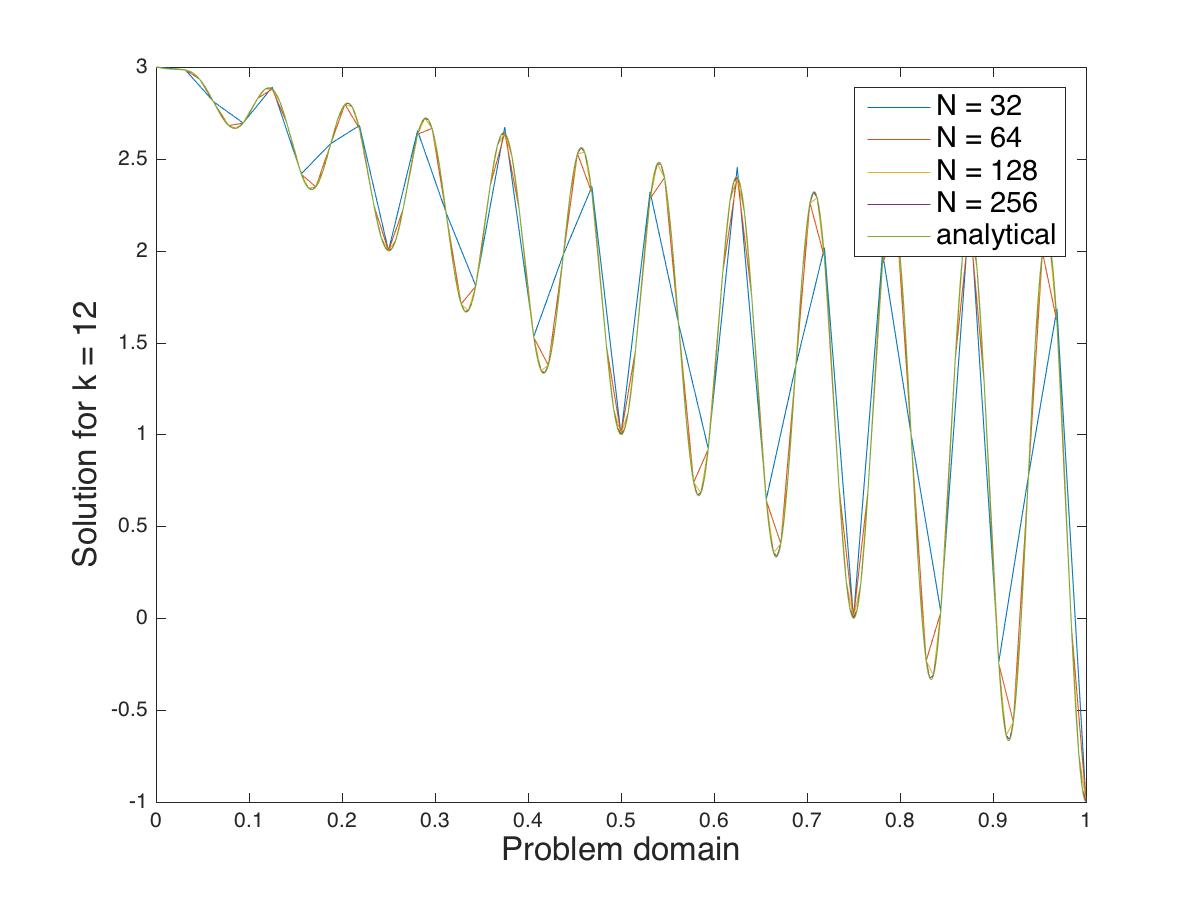 3
2.5
2
1.5
1
0.5
0
-0.5
-1
Solution for k = 12
N = 32
N = 64
N = 128
N = 256
analytical
0 0.1 0.2 0.3 0.4 0.5 0.6 0.7 0.8 0.9 1
Problem domain